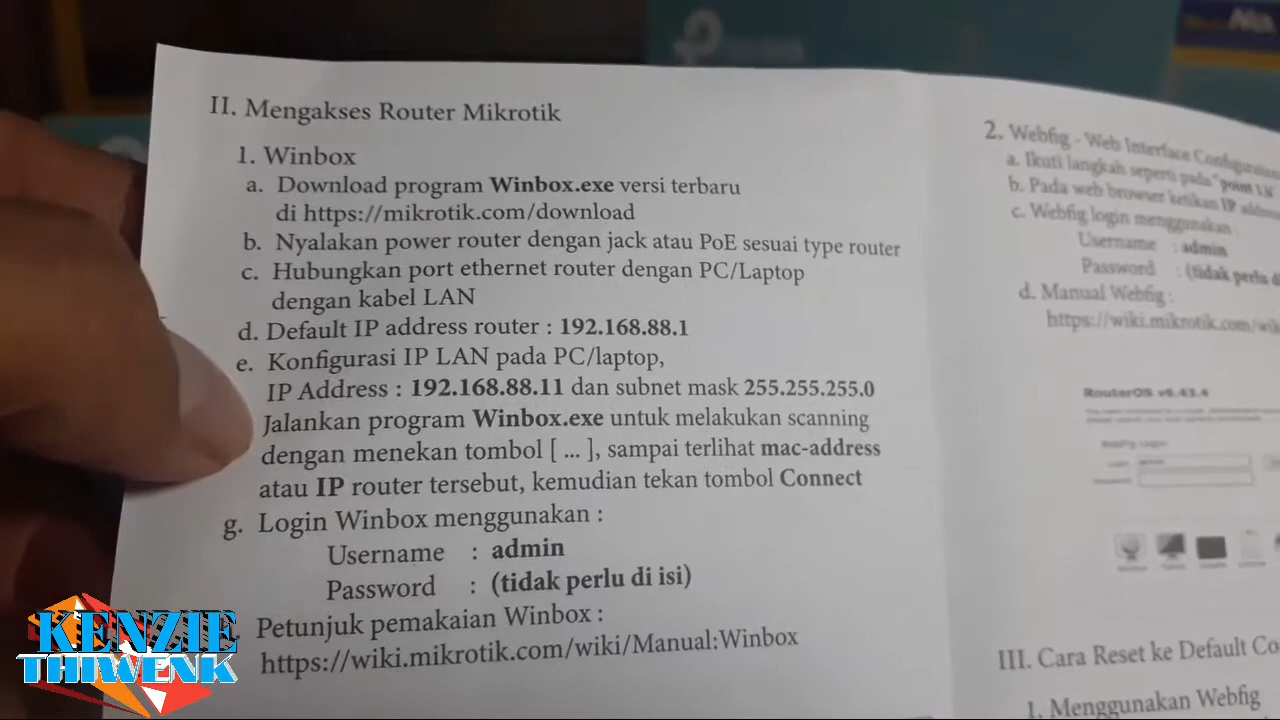 II. Mengakses Router Mikrotik
1. Winbox
a. Download program Winbox.exe versi terbaru
di https://mikrotik.com/download
b. Nyalakan power router dengan jack atau PoE sesuai type router
c. Hubungkan port ethernet router dengan PC/Laptop
dengan kabel LAN
d. Default IP address router : 192.168.88.1
e. Konfigurasi IP LAN pada PC/laptop,
IP Address : 192.168.88.11 dan subnet mask 255.255.255.0
Jalankan program Winbox.exe untuk melakukan scanning
dengan menekan tombol [ ... ], sampai terlihat mac-address
atau IP router tersebut, kemudian tekan tombol Connect
g. Login Winbox menggunakan :
Username : admin
Password : (tidak perlu di isi)
Petunjuk pemakaian Winbox :
https://wiki.mikrotik.com/wiki/Manual:Winbox
2. Webfig - Web Interface
a. Ikuti langkah seperti pada "point
b. Pada web browser ketikan IP
c. Webfig login menggunakan :
Username : admin
Password : (tidak perlu
d. Manual Webfig :
https://wiki.mikrotik.com
RouterOS v6.43.4
III. Cara Reset ke Default
1. Menggunakan Webfig
KENZIE
THIWENK